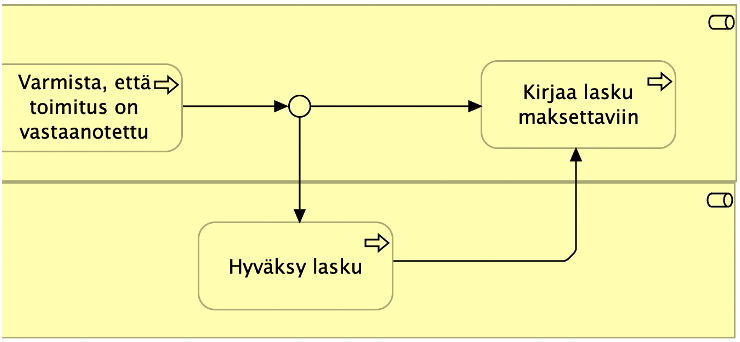 Varmista, että
toimitus on
vastaanotettu
Kirjaa lasku
maksettaviin
Hyväksy lasku